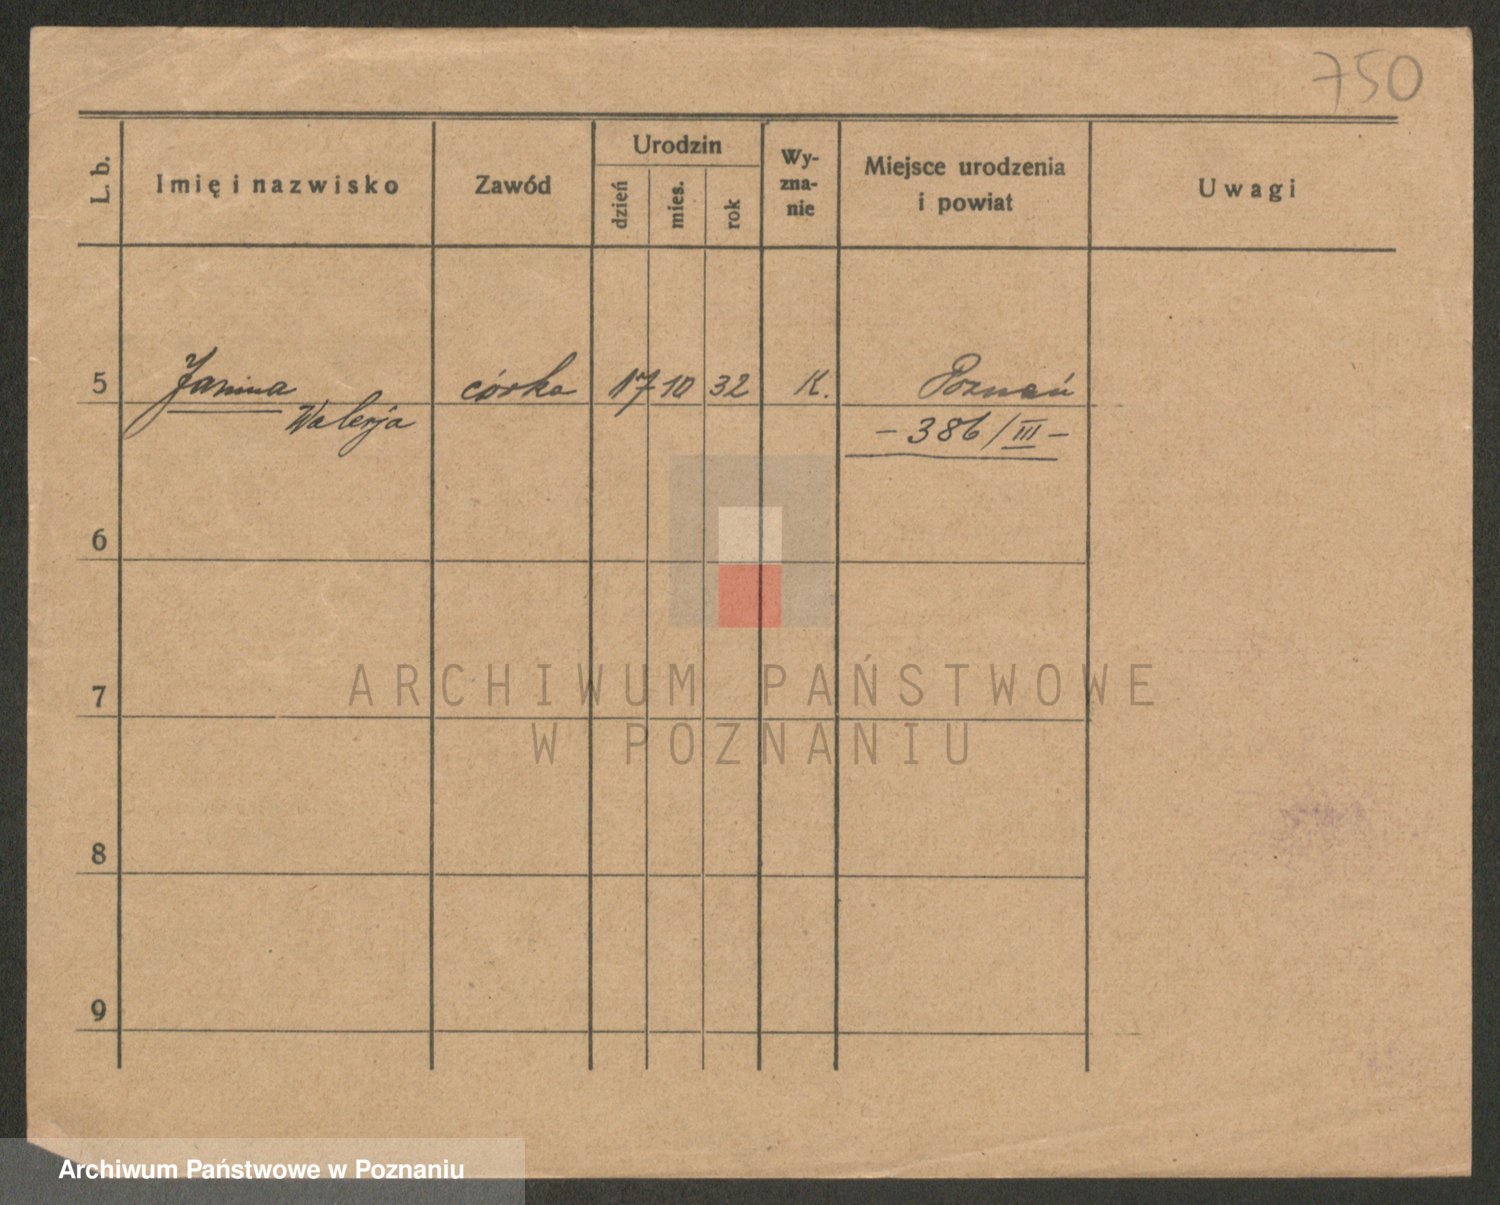 750
L. b. Imię i nazwisko Zawód Urodzin dzień mies. rok Wy-zna-nie Miejsce urodzenia i powiat Uwagi
5 Janina córka 17 10 32 K. Poznań
Walerja - 386/III -
6
7
8
9
ARCHIWUM PAŃSTWOWE
W POZNANIU
Archiwum Państwowe w Poznaniu